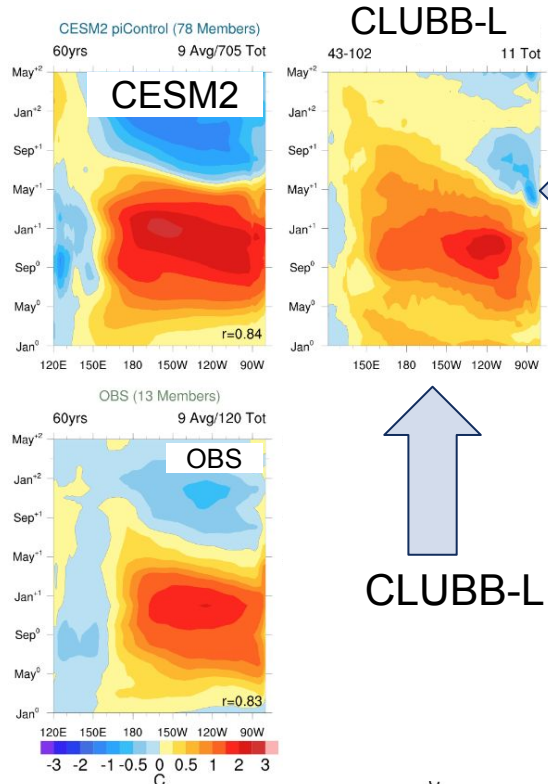 CESM2 piControl (78 Members)
60yrs 9 Avg/705 Tot
CESM2
May⁺²
Jan⁺²
Sep⁺¹
May⁺¹
Jan⁺¹
Sep⁰
May⁰
Jan⁰
r=0.84
120E 150E 180 150W 120W 90W
CLUBB-L
43-102 11 Tot
May⁺²
Jan⁺²
Sep⁺¹
May⁺¹
Jan⁺¹
Sep⁰
May⁰
Jan⁰
150E 180 150W 120W 90W
OBS (13 Members)
60yrs 9 Avg/120 Tot
OBS
May⁺²
Jan⁺²
Sep⁺¹
May⁺¹
Jan⁺¹
Sep⁰
May⁰
Jan⁰
r=0.83
120E 150E 180 150W 120W 90W
-3 -2 -1 -0.5 0 0.5 1 2 3
C
CLUBB-L